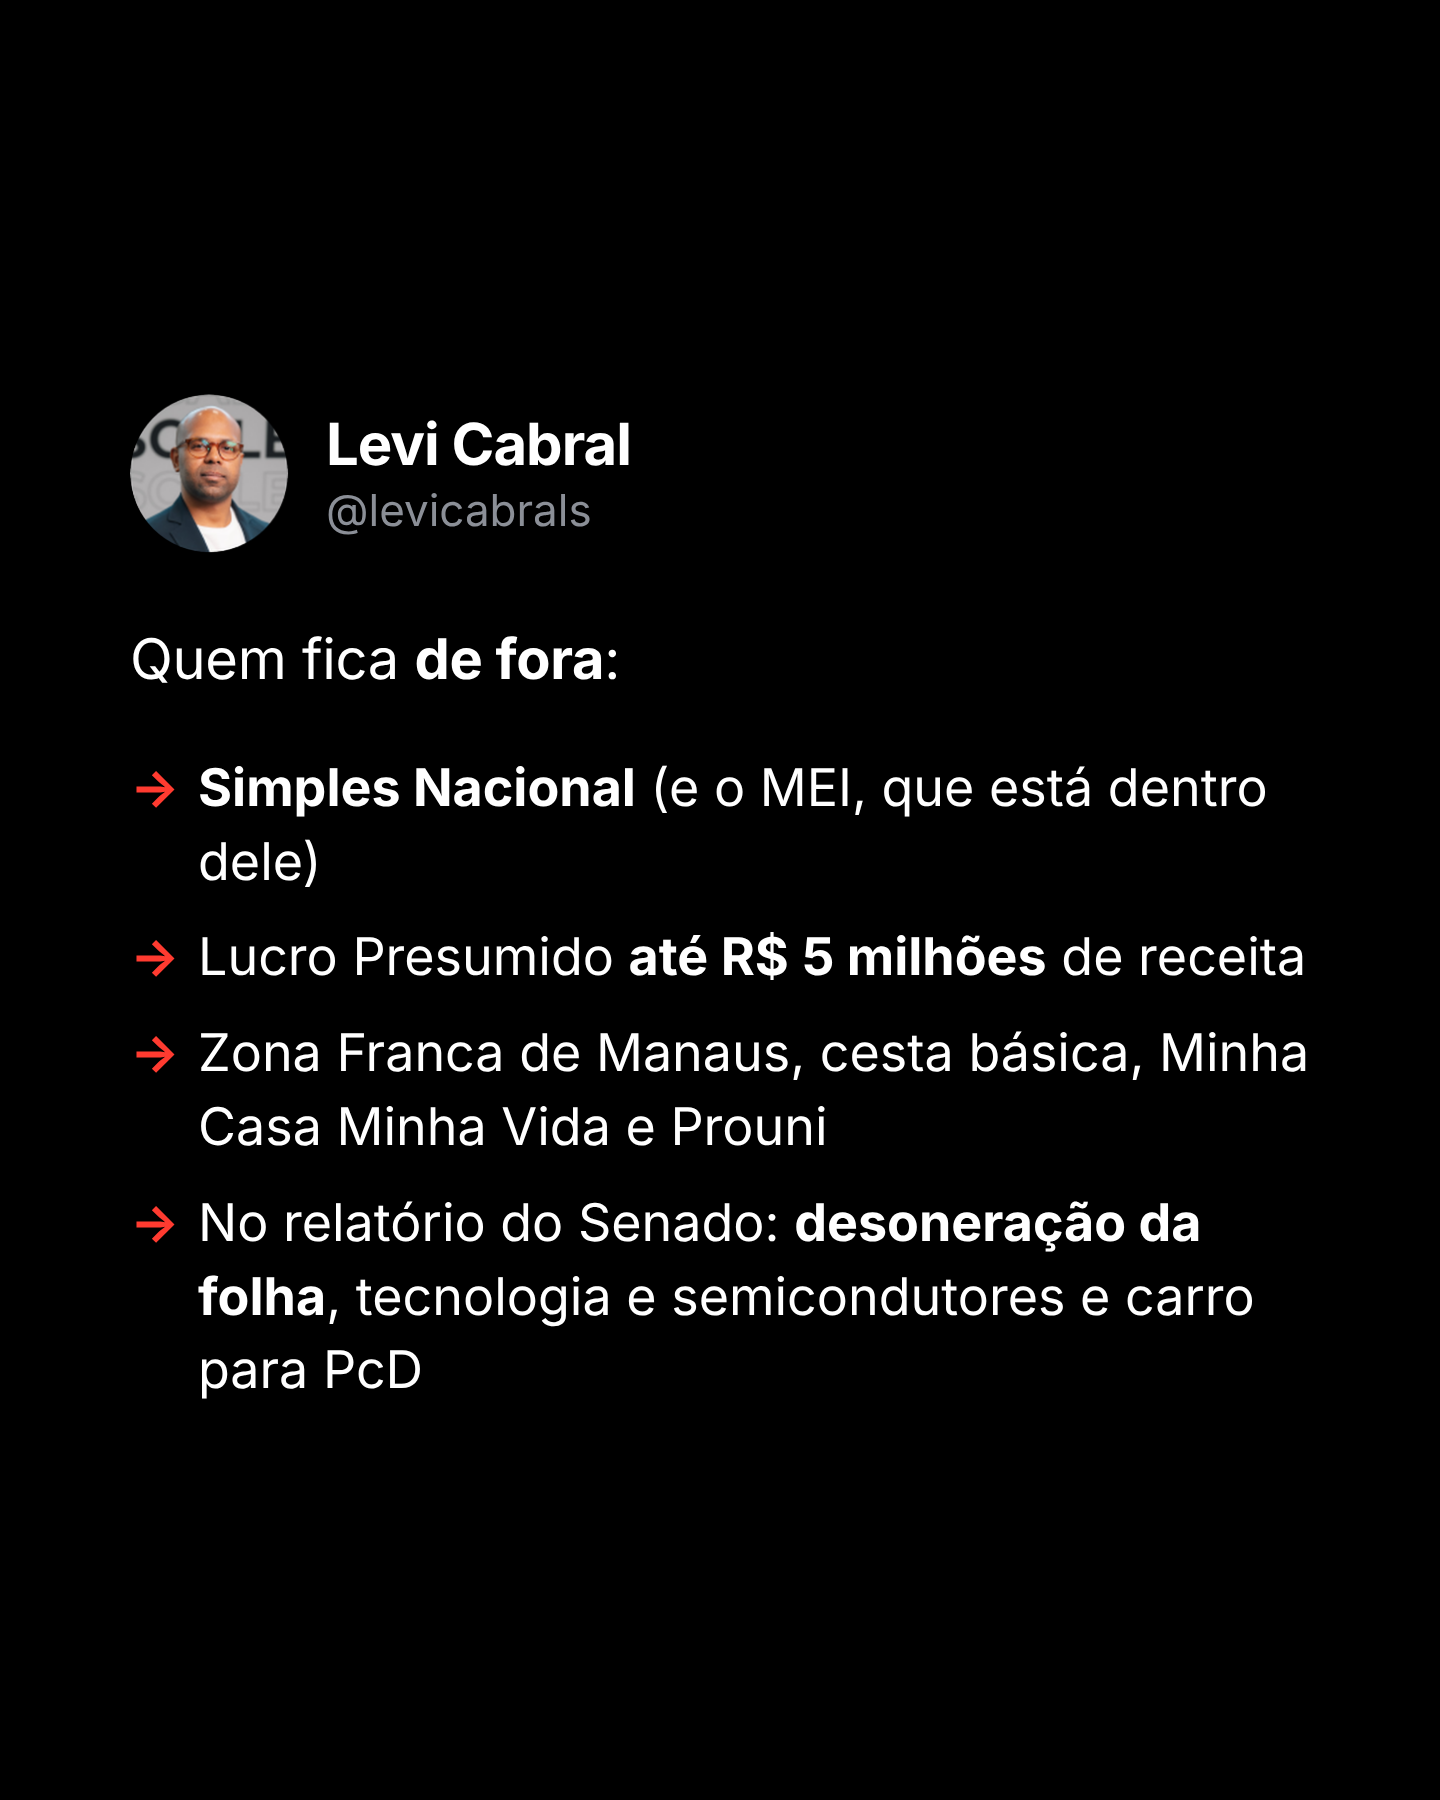 Levi Cabral
@levicabrals
Quem fica de fora:
→ Simples Nacional (e o MEI, que está dentro
dele)
→ Lucro Presumido até R$ 5 milhões de receita
→ Zona Franca de Manaus, cesta básica, Minha
Casa Minha Vida e Prouni
→ No relatório do Senado: desoneração da
folha, tecnologia e semicondutores e carro
para PcD